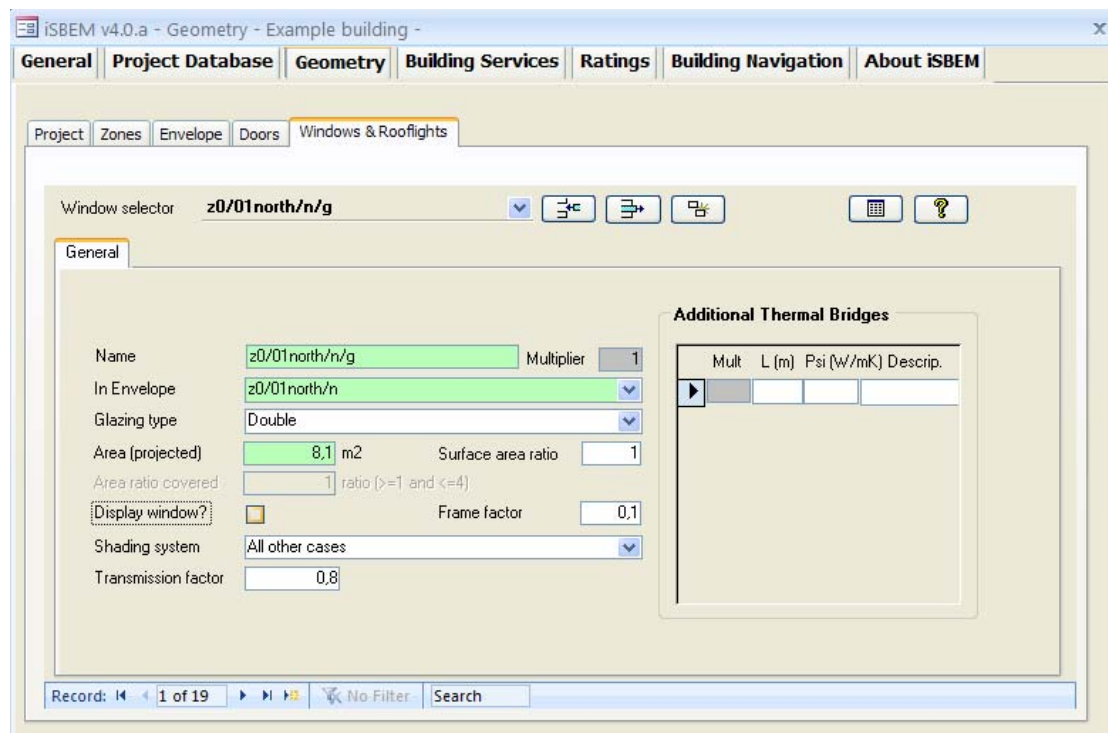 iSBEM v4.0.a - Geometry - Example building -
General Project Database Geometry Building Services Ratings Building Navigation About iSBEM
Project Zones Envelope Doors Windows & Rooflights
Window selector z0/01north/n/g
General
Additional Thermal Bridges
Name z0/01north/n/g Multiplier 1
Mult L (m) Psi (W/mK) Descrip.
In Envelope z0/01north/n
Glazing type Double
Area (projected) 8,1 m2 Surface area ratio 1
Area ratio covered 1 ratio (>=1 and <=4)
Display window? Frame factor 0,1
Shading system All other cases
Transmission factor 0,8
Record: 1 of 19 No Filter Search